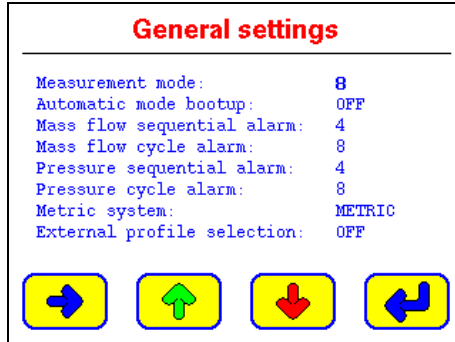 General settings
Measurement mode: 8
Automatic mode bootup: OFF
Mass flow sequential alarm: 4
Mass flow cycle alarm: 8
Pressure sequential alarm: 4
Pressure cycle alarm: 8
Metric system: METRIC
External profile selection: OFF